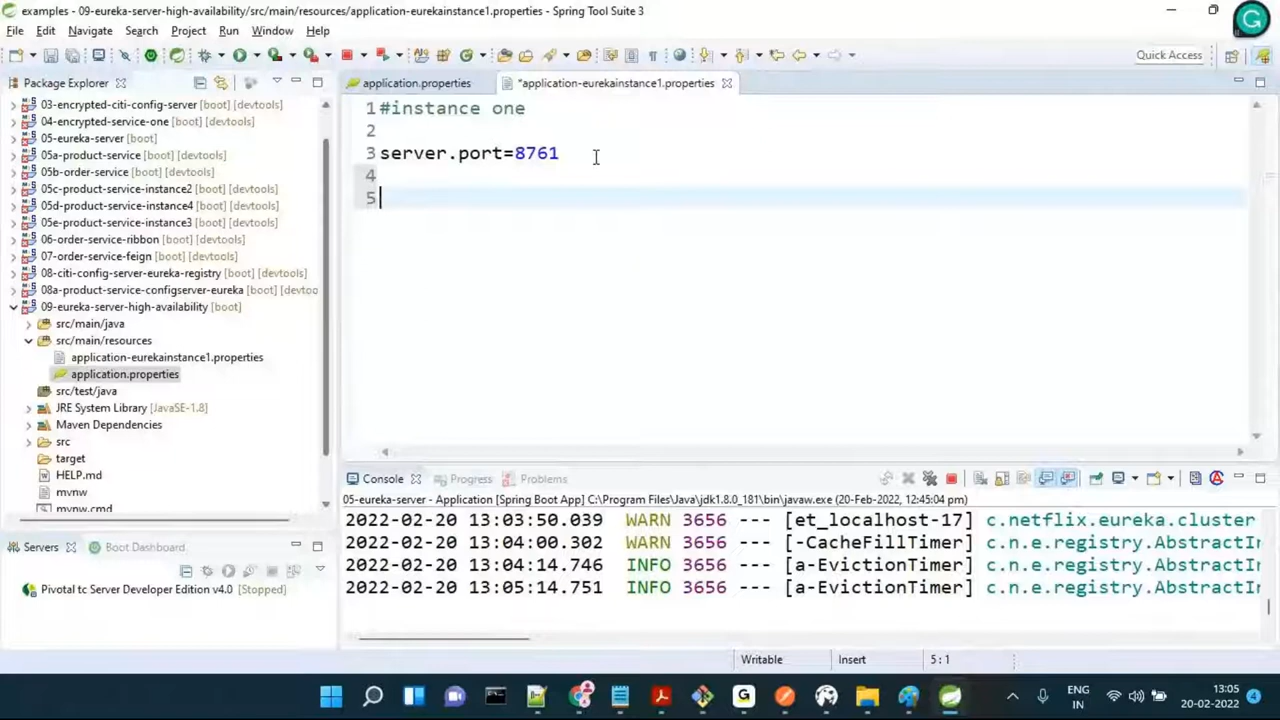 examples - 09-eureka-server-high-availability/src/main/resources/application-eurekainstance1.properties - Spring Tool Suite 3
File Edit Navigate Search Project Run Window Help
Quick Access
Package Explorer
03-encrypted-citi-config-server [boot] [devtools]
04-encrypted-service-one [boot] [devtools]
05-eureka-server [boot]
05a-product-service [boot] [devtools]
05b-order-service [boot] [devtools]
05c-product-service-instance2 [boot] [devtools]
05d-product-service-instance4 [boot] [devtools]
05e-product-service-instance3 [boot] [devtools]
06-order-service-ribbon [boot] [devtools]
07-order-service-feign [boot] [devtools]
08-citi-config-server-eureka-registry [boot] [devtools]
08a-product-service-configserver-eureka [boot] [devtoo
09-eureka-server-high-availability [boot]
src/main/java
src/main/resources
application-eurekainstance1.properties
application.properties
src/test/java
JRE System Library [JavaSE-1.8]
Maven Dependencies
src
target
HELP.md
mvnw
mvnw.cmd
Servers Boot Dashboard
Pivotal tc Server Developer Edition v4.0 [Stopped]
application.properties *application-eurekainstance1.properties
1 #instance one
2
3 server.port=8761
4
5
Console Progress Problems
05-eureka-server - Application [Spring Boot App] C:\Program Files\Java\jdk1.8.0_181\bin\javaw.exe (20-Feb-2022, 12:45:04 pm)
2022-02-20 13:03:50.039 WARN 3656 --- [et_localhost-17] c.netflix.eureka.cluster
2022-02-20 13:04:00.302 WARN 3656 --- [-CacheFillTimer] c.n.e.registry.AbstractIn
2022-02-20 13:04:14.746 INFO 3656 --- [a-EvictionTimer] c.n.e.registry.AbstractIn
2022-02-20 13:05:14.751 INFO 3656 --- [a-EvictionTimer] c.n.e.registry.AbstractIn
Writable Insert 5:1
ENG
IN
13:05
20-02-2022
4